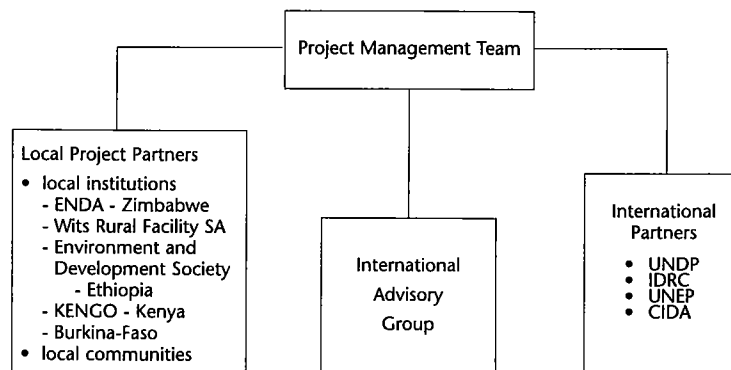 Project Management Team
Local Project Partners
• local institutions
- ENDA - Zimbabwe
- Wits Rural Facility SA
- Environment and
Development Society
- Ethiopia
- KENGO - Kenya
- Burkina-Faso
• local communities
International
Advisory
Group
International
Partners
• UNDP
• IDRC
• UNEP
• CIDA